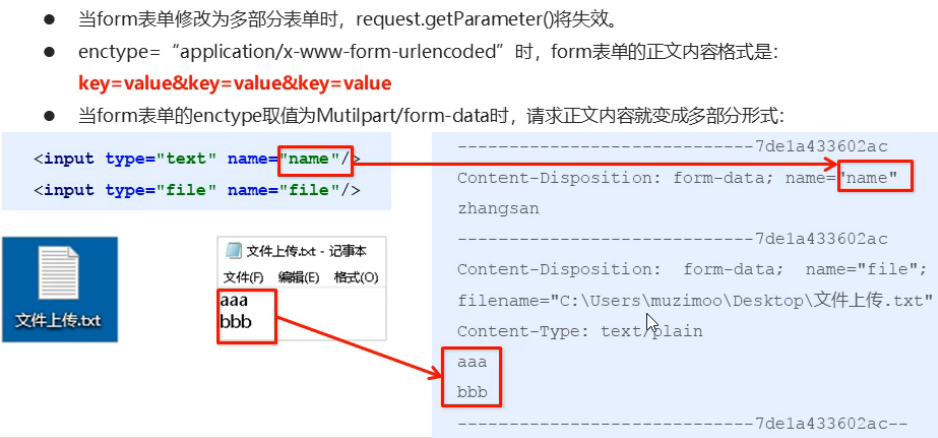 ● 当form表单修改为多部分表单时，request.getParameter()将失效。
● enctype=“application/x-www-form-urlencoded”时，form表单的正文内容格式是：
key=value&key=value&key=value
● 当form表单的enctype取值为Mutilpart/form-data时，请求正文内容就变成多部分形式：
<input type="text" name="name"/>
<input type="file" name="file"/>
文件上传.txt
文件上传.txt - 记事本
文件(F) 编辑(E) 格式(O)
aaa
bbb
-----------------------------7de1a433602ac
Content-Disposition: form-data; name="name"
zhangsan
-----------------------------7de1a433602ac
Content-Disposition: form-data; name="file";
filename="C:\Users\muzimoo\Desktop\文件上传.txt"
Content-Type: text/plain
aaa
bbb
-----------------------------7de1a433602ac--